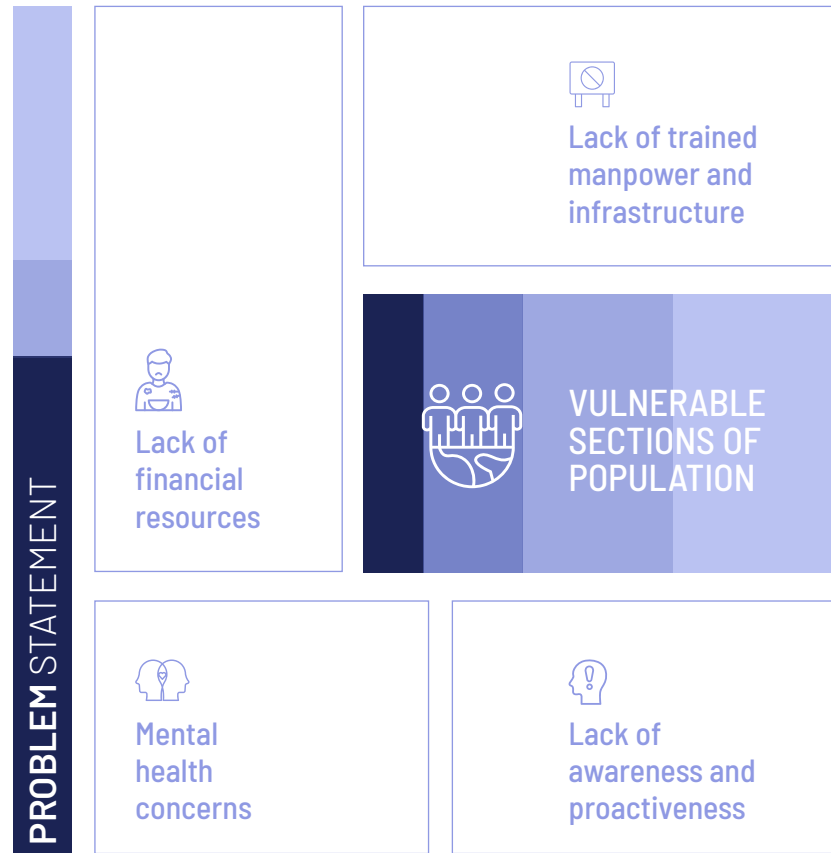 PROBLEM STATEMENT
Lack of trained
manpower and
infrastructure
Lack of
financial
resources
VULNERABLE
SECTIONS OF
POPULATION
Mental
health
concerns
Lack of
awareness and
proactiveness